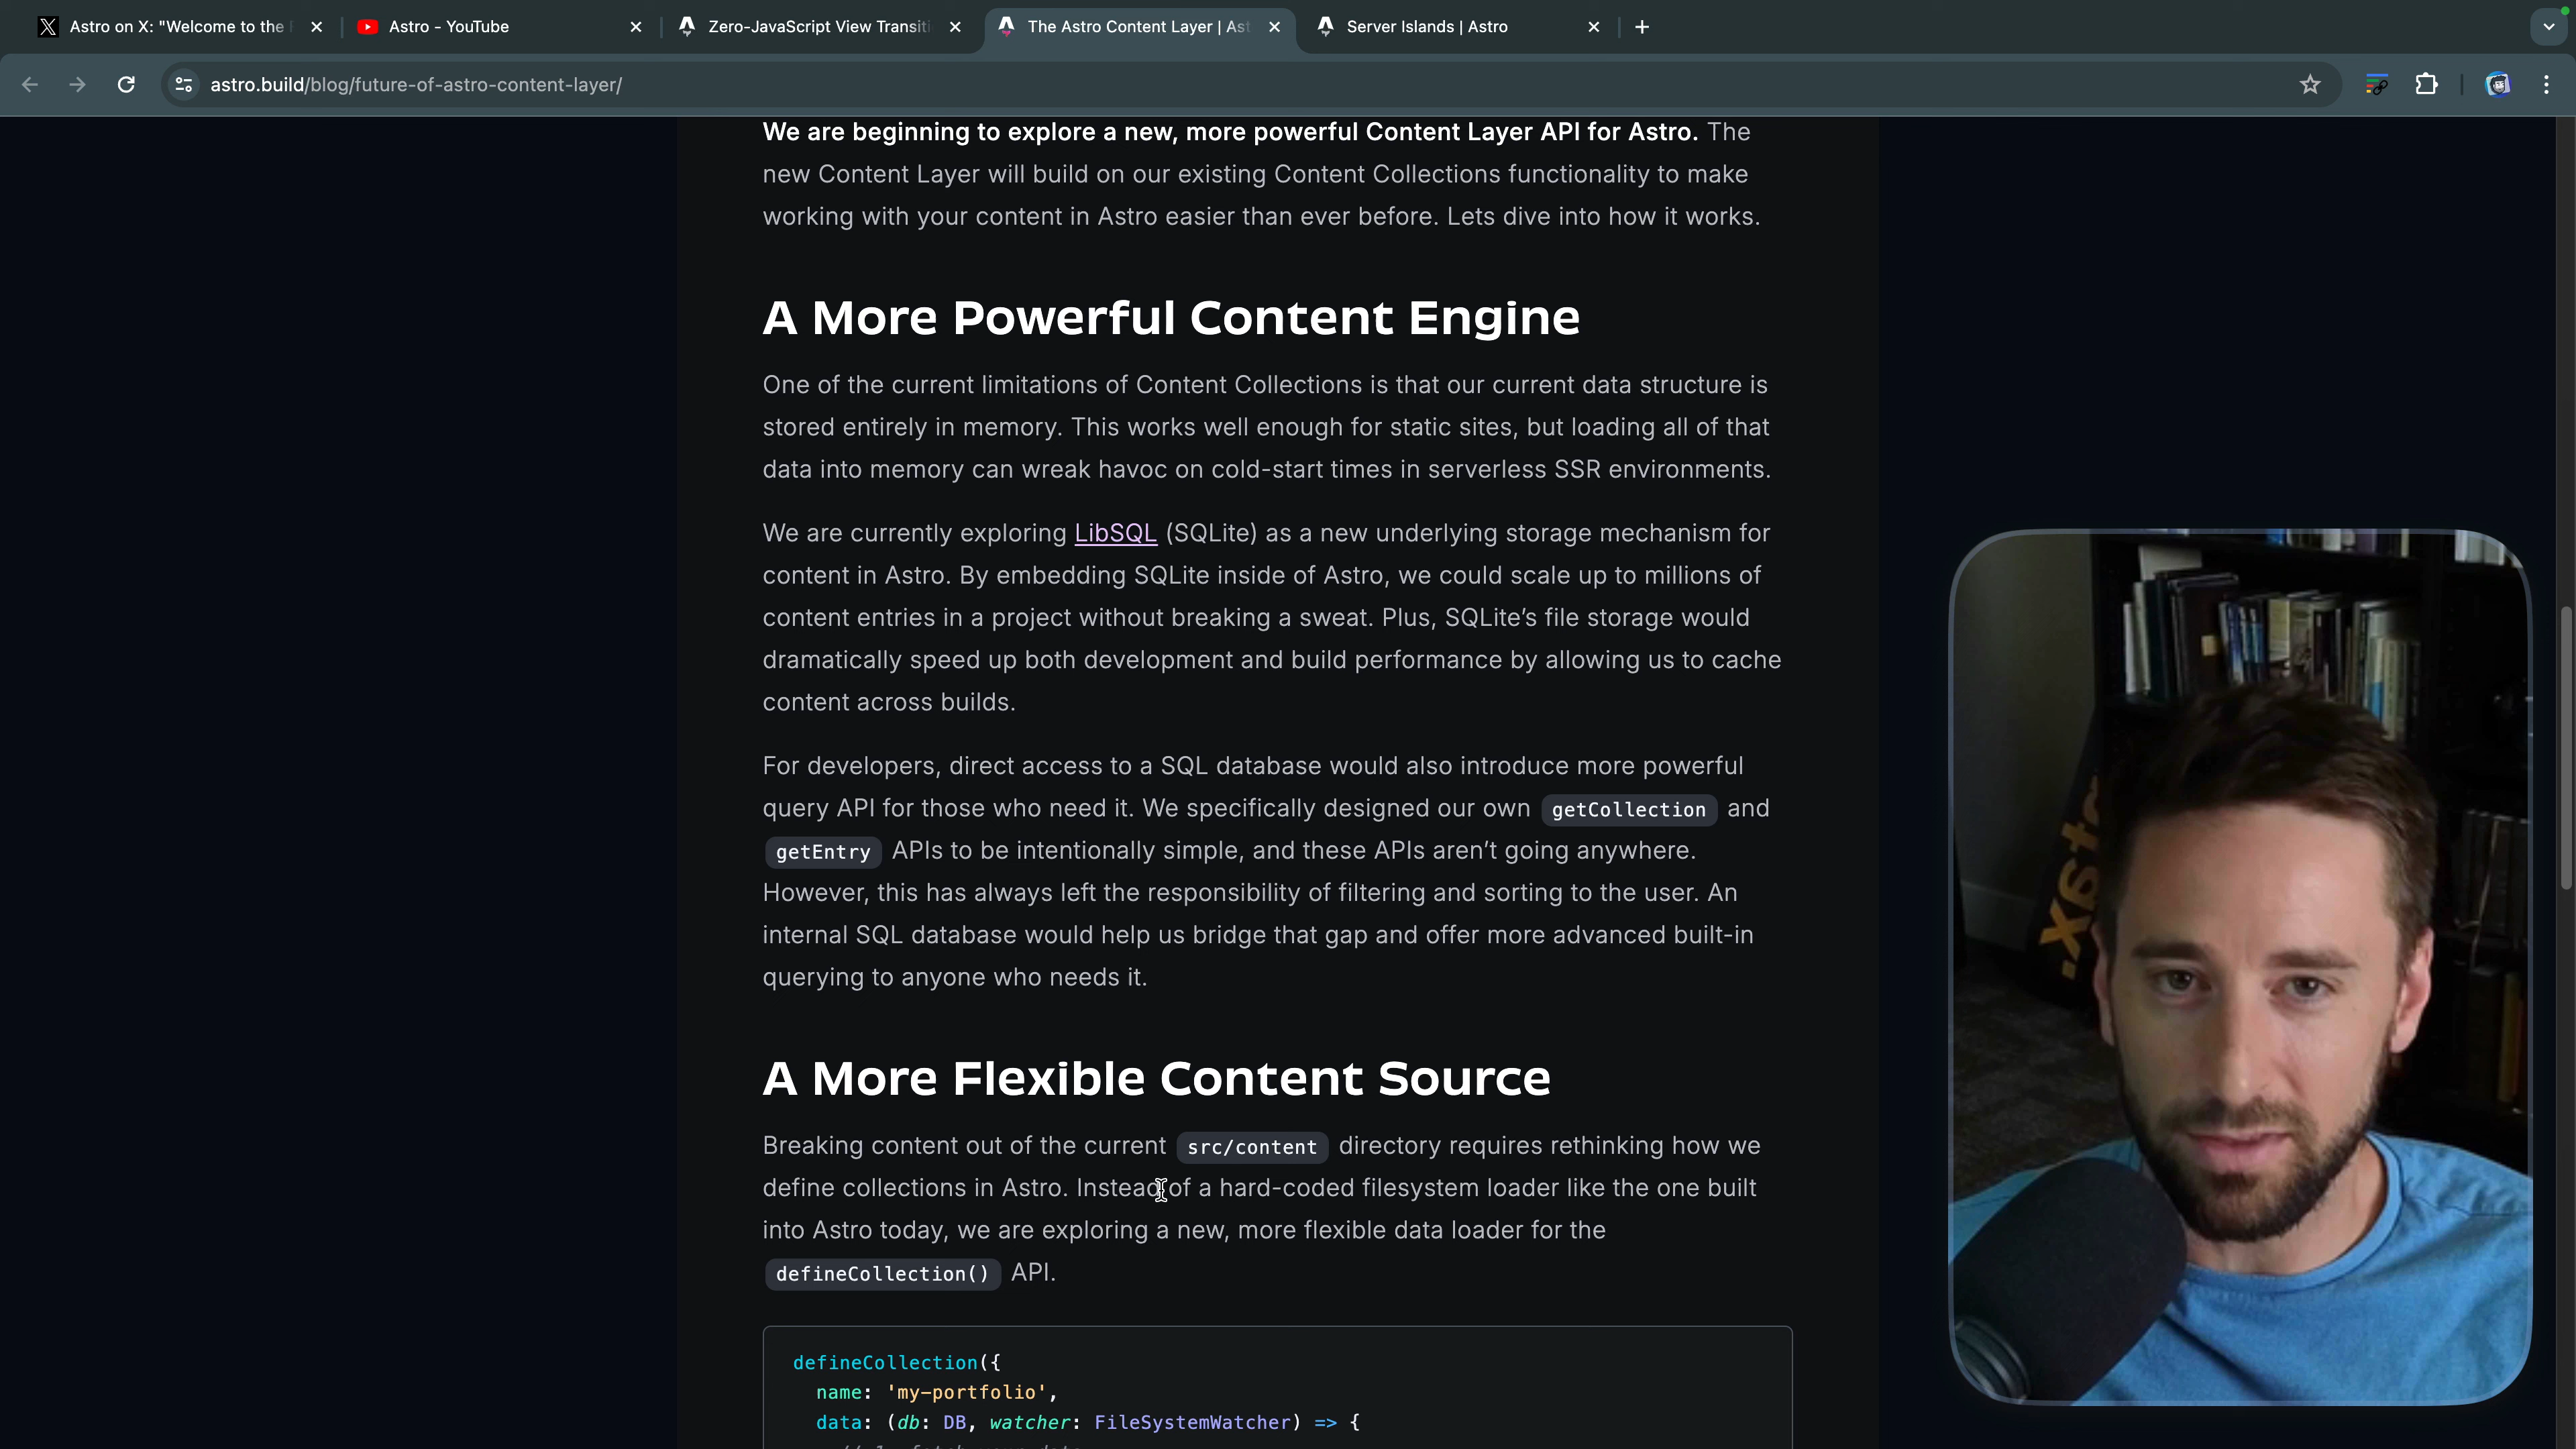 Astro on X: "Welcome to the f
Astro - YouTube
Zero-JavaScript View Transiti
The Astro Content Layer | Ast
Server Islands | Astro
astro.build/blog/future-of-astro-content-layer/
We are beginning to explore a new, more powerful Content Layer API for Astro. The
new Content Layer will build on our existing Content Collections functionality to make
working with your content in Astro easier than ever before. Lets dive into how it works.
A More Powerful Content Engine
One of the current limitations of Content Collections is that our current data structure is
stored entirely in memory. This works well enough for static sites, but loading all of that
data into memory can wreak havoc on cold-start times in serverless SSR environments.
We are currently exploring LibSQL (SQLite) as a new underlying storage mechanism for
content in Astro. By embedding SQLite inside of Astro, we could scale up to millions of
content entries in a project without breaking a sweat. Plus, SQLite’s file storage would
dramatically speed up both development and build performance by allowing us to cache
content across builds.
For developers, direct access to a SQL database would also introduce more powerful
query API for those who need it. We specifically designed our own getCollection and
getEntry APIs to be intentionally simple, and these APIs aren’t going anywhere.
However, this has always left the responsibility of filtering and sorting to the user. An
internal SQL database would help us bridge that gap and offer more advanced built-in
querying to anyone who needs it.
A More Flexible Content Source
Breaking content out of the current src/content directory requires rethinking how we
define collections in Astro. Instead of a hard-coded filesystem loader like the one built
into Astro today, we are exploring a new, more flexible data loader for the
defineCollection() API.
defineCollection({
name: 'my-portfolio',
data: (db: DB, watcher: FileSystemWatcher) => {